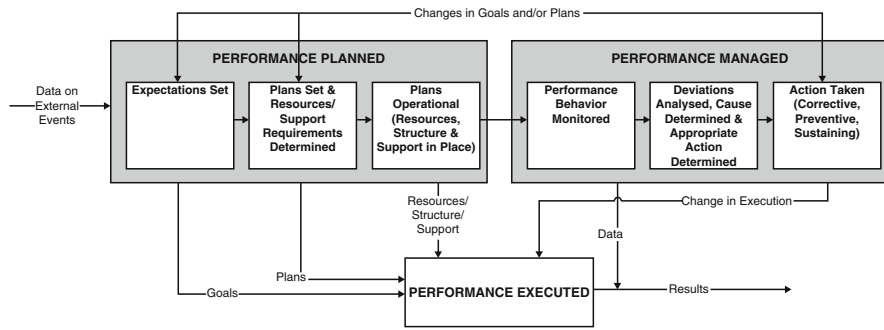 Changes in Goals and/or Plans
PERFORMANCE PLANNED
PERFORMANCE MANAGED
Data on
External
Events
Expectations Set
Plans Set &
Resources/
Support
Requirements
Determined
Plans
Operational
(Resources,
Structure &
Support in Place)
Performance
Behavior
Monitored
Deviations
Analysed, Cause
Determined &
Appropriate
Action
Determined
Action Taken
(Corrective,
Preventive,
Sustaining)
Resources/
Structure/
Support
Change in Execution
Data
Plans
Goals
PERFORMANCE EXECUTED
Results